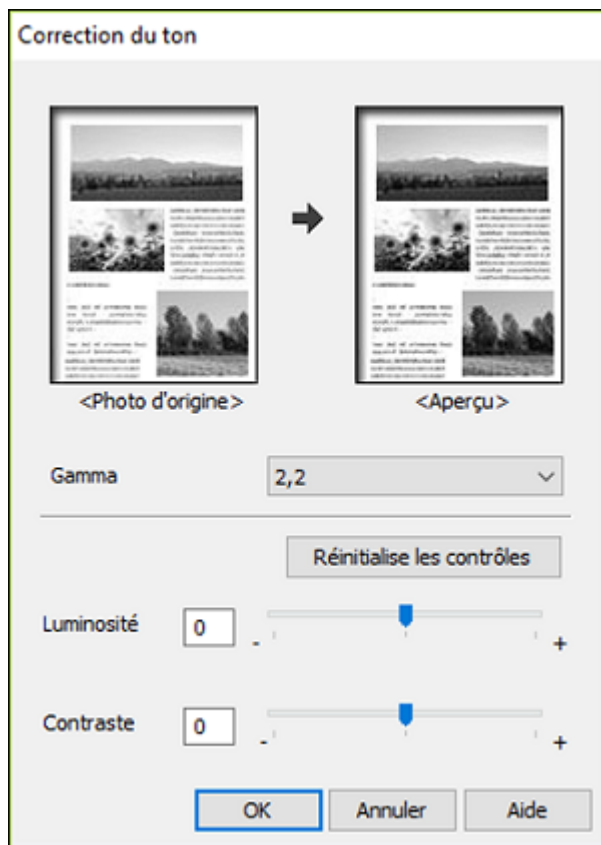 Correction du ton
<Photo d'origine>
<Aperçu>
Gamma
2,2
Réinitialise les contrôles
Luminosité
0
-
+
Contraste
0
-
+
OK
Annuler
Aide